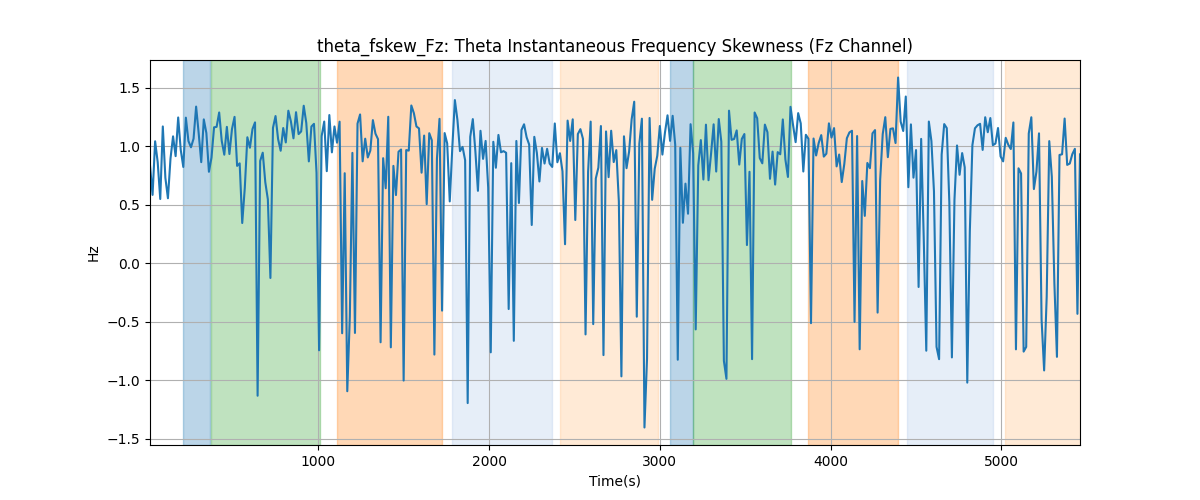 theta_fskew_Fz: Theta Instantaneous Frequency Skewness (Fz Channel)
Hz
1.5
1.0
0.5
0.0
−0.5
−1.0
−1.5
1000 2000 3000 4000 5000
Time(s)